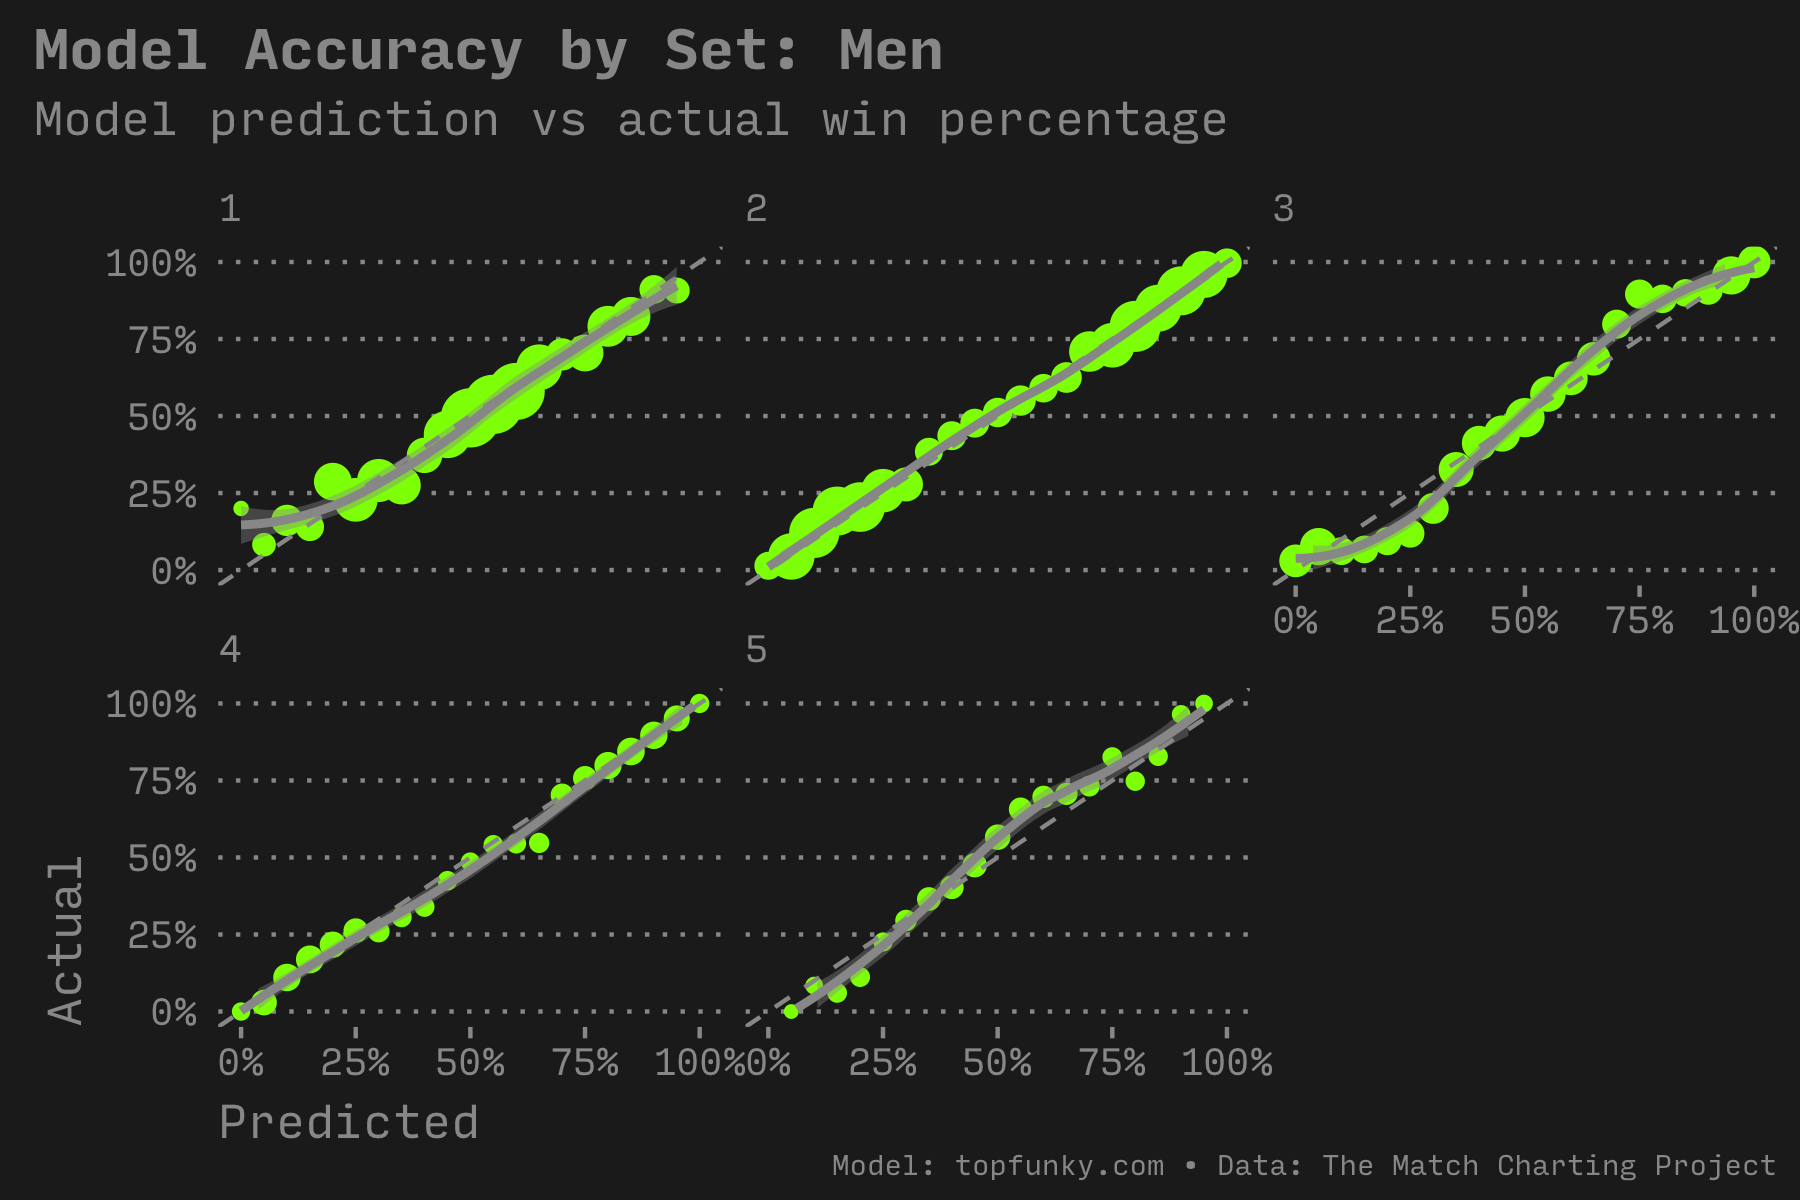 Model Accuracy by Set: Men
Model prediction vs actual win percentage
1
2
3
100%
75%
50%
25%
0%
0% 25% 50% 75% 100%
4
5
100%
75%
50%
25%
0%
0% 25% 50% 75% 100%
0% 25% 50% 75% 100%
Actual
Predicted
Model: topfunky.com • Data: The Match Charting Project